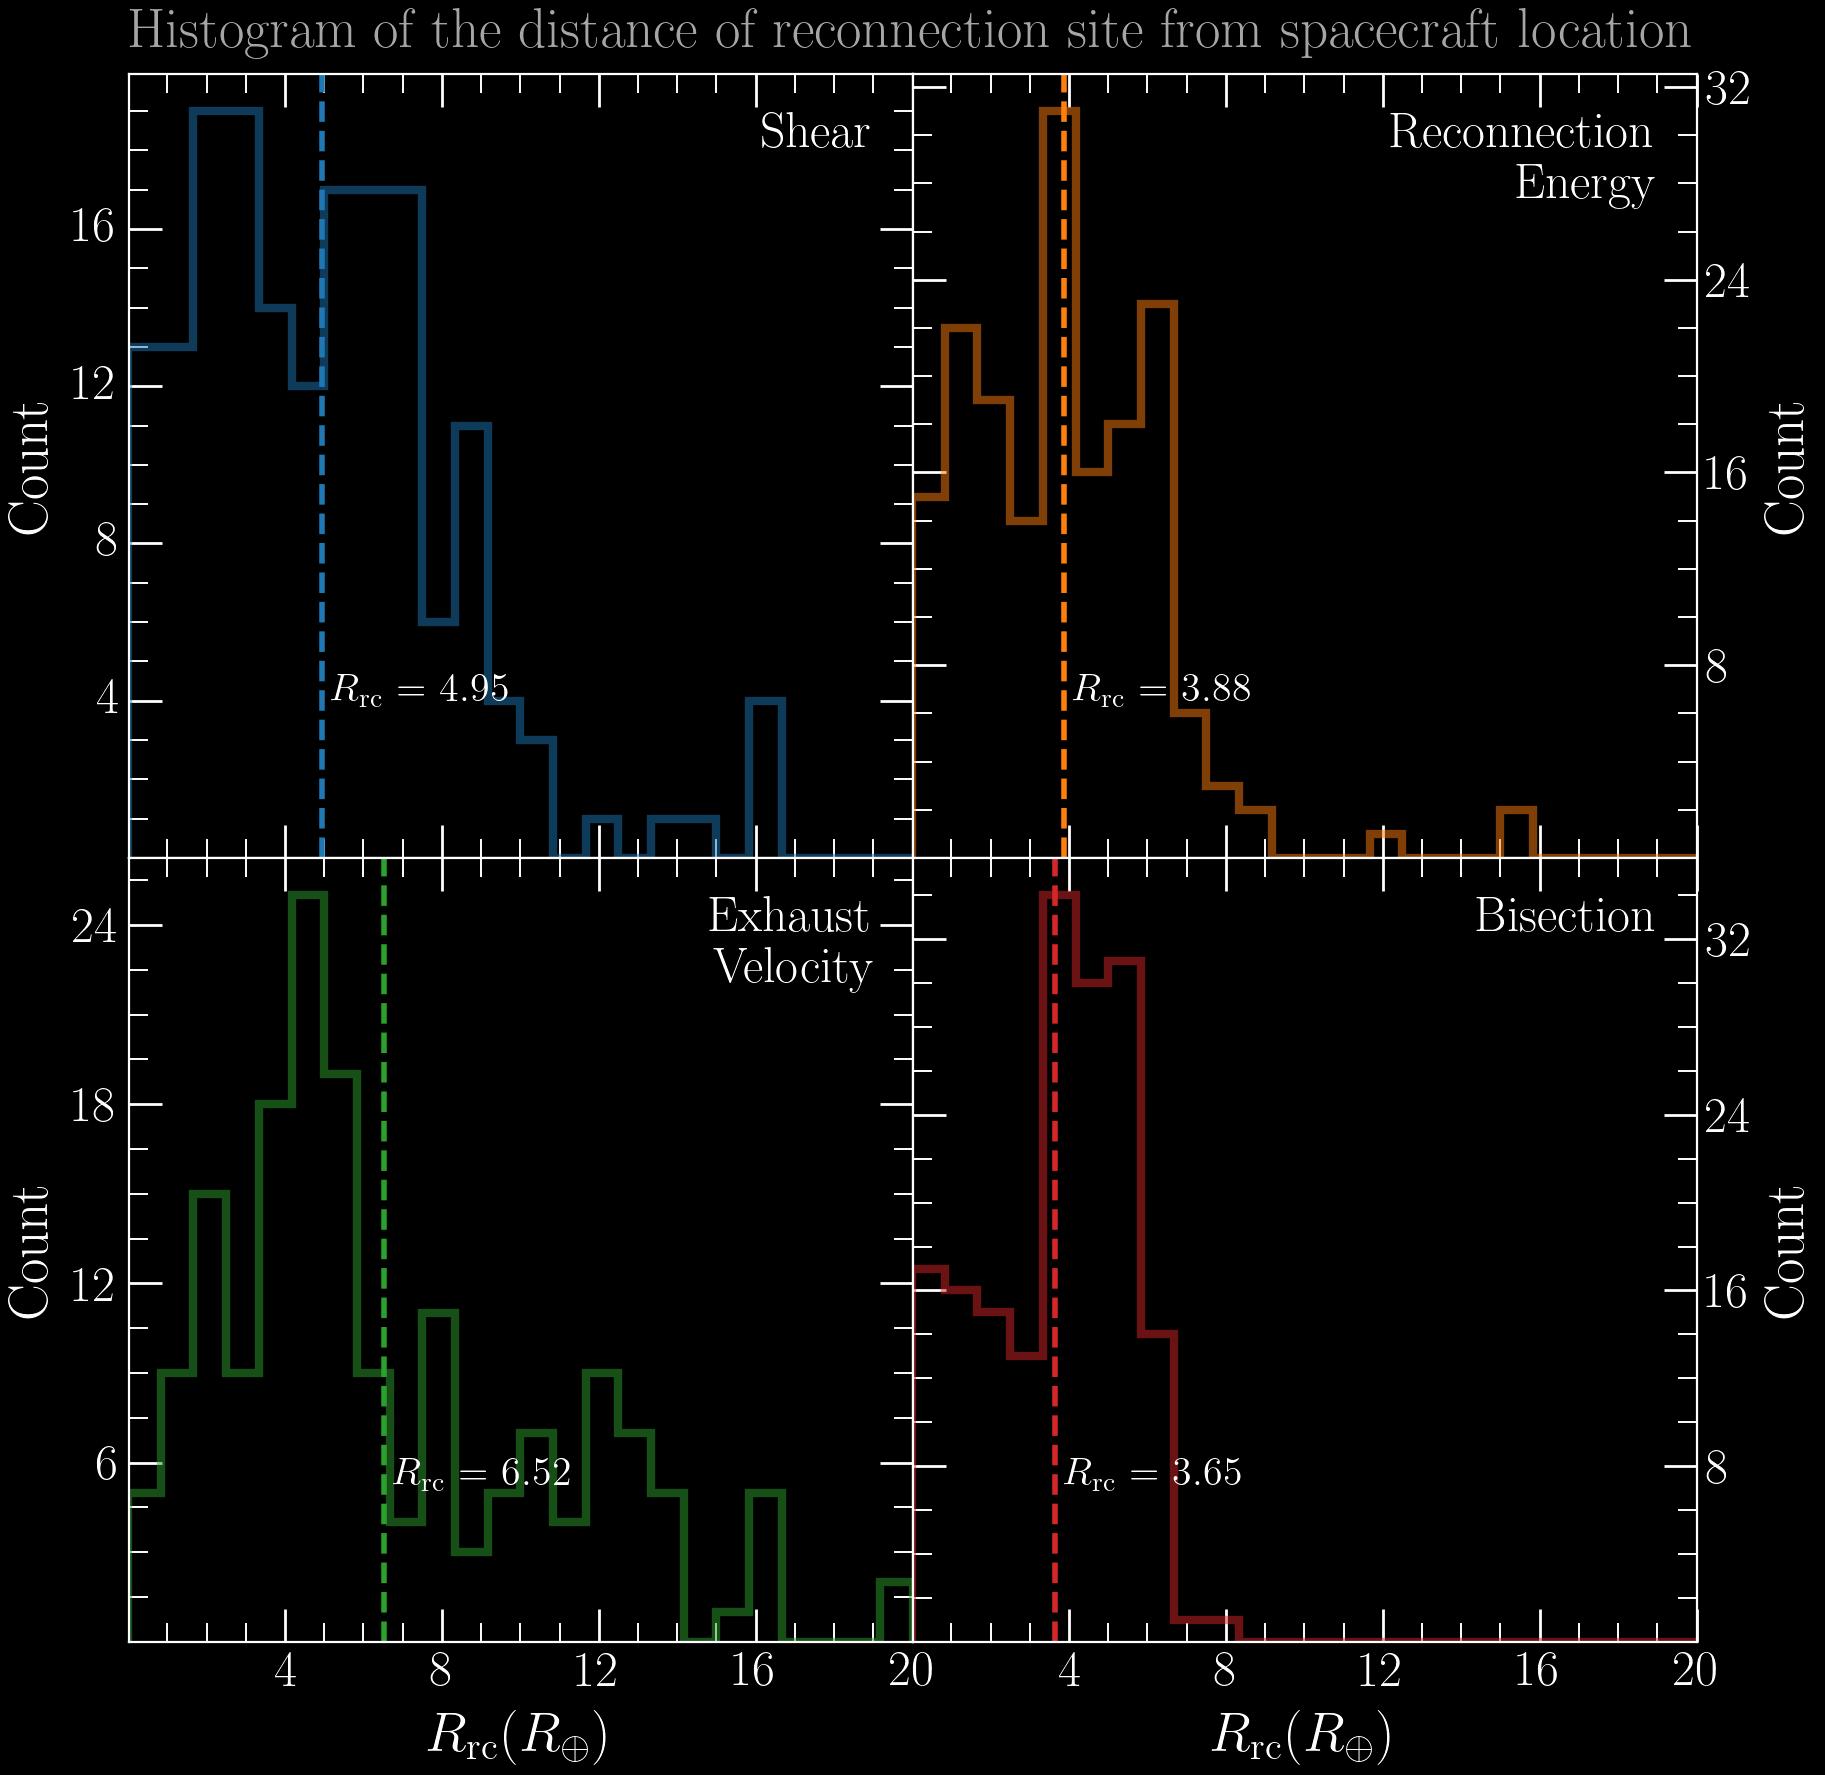 Histogram of the distance of reconnection site from spacecraft location
Shear
Count
16
12
8
4
R_rc = 4.95
Reconnection
Energy
32
24
16
8
Count
R_rc = 3.88
Exhaust
Velocity
Count
24
18
12
6
R_rc = 6.52
4 8 12 16 20
R_rc(R_⊕)
Bisection
32
24
16
8
Count
R_rc = 3.65
4 8 12 16 20
R_rc(R_⊕)